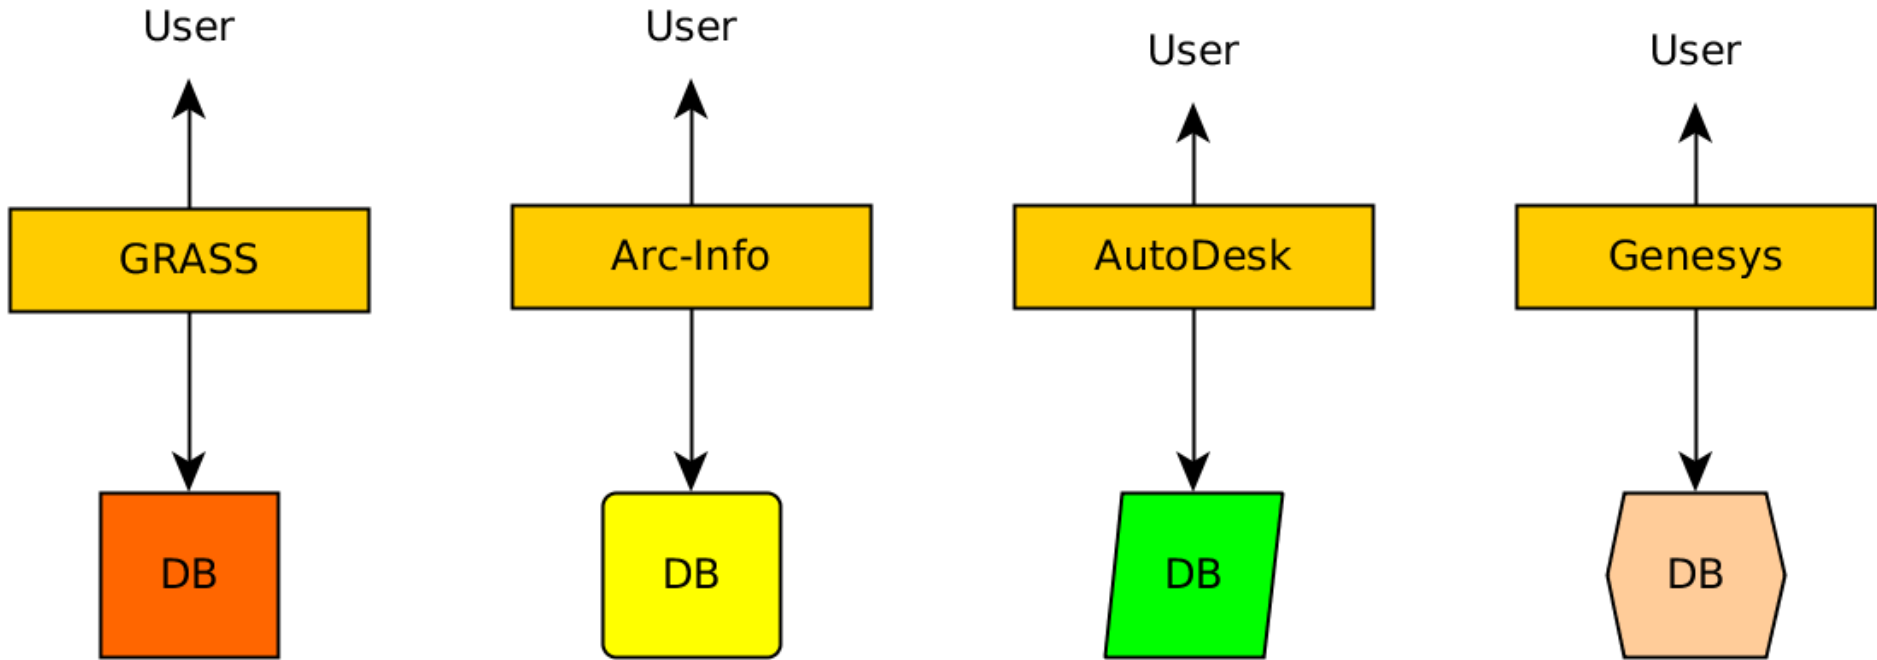 User
User
User
User
GRASS
Arc-Info
AutoDesk
Genesys
DB
DB
DB
DB